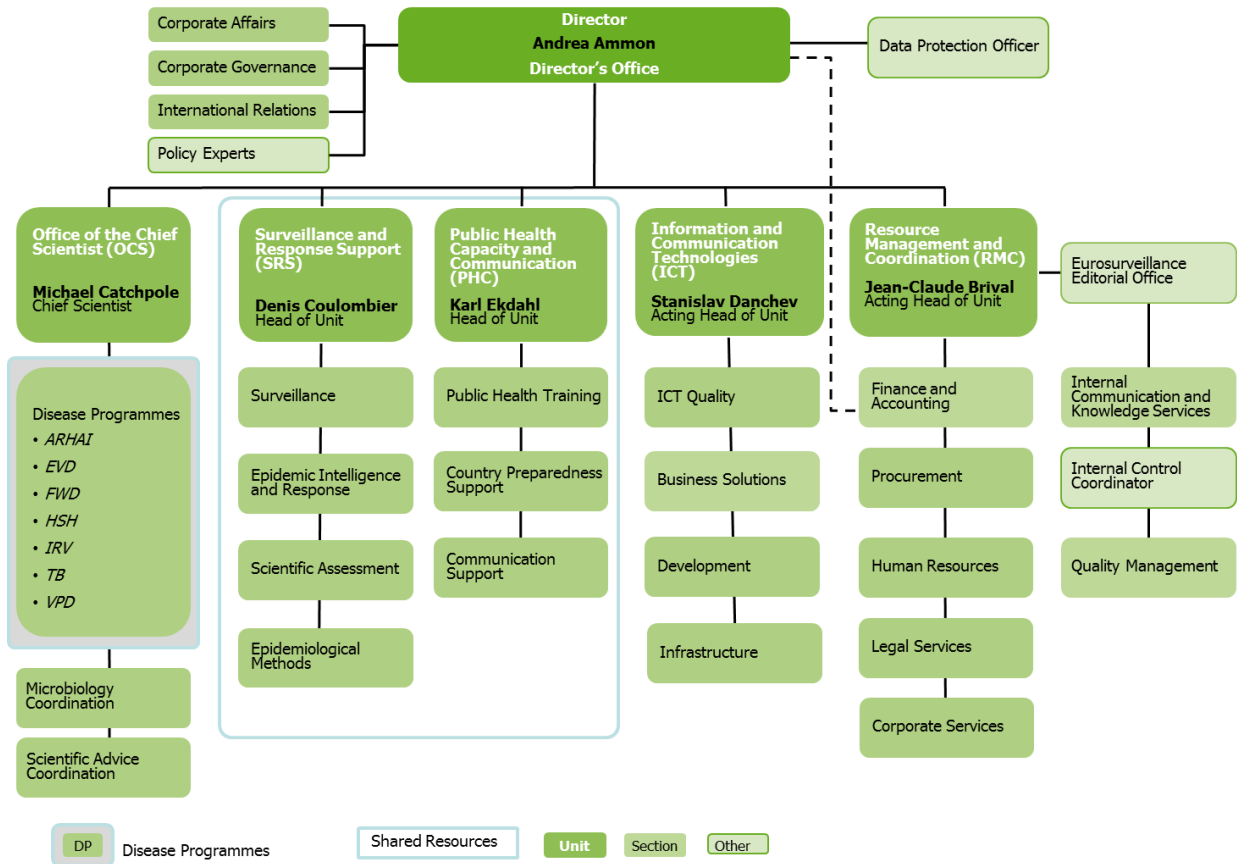 Corporate Affairs
Corporate Governance
International Relations
Policy Experts
Director
Andrea Ammon
Director's Office
Data Protection Officer
Office of the Chief
Scientist (OCS)
Michael Catchpole
Chief Scientist
Surveillance and
Response Support
(SRS)
Denis Coulombier
Head of Unit
Public Health
Capacity and
Communication
(PHC)
Karl Ekdahl
Head of Unit
Information and
Communication
Technologies
(ICT)
Stanislav Danchev
Acting Head of Unit
Resource
Management and
Coordination (RMC)
Jean-Claude Brival
Acting Head of Unit
Eurosurveillance
Editorial Office
Disease Programmes
• ARHAI
• EVD
• FWD
• HSH
• IRV
• TB
• VPD
Microbiology
Coordination
Scientific Advice
Coordination
Surveillance
Epidemic Intelligence
and Response
Scientific Assessment
Epidemiological
Methods
Public Health Training
Country Preparedness
Support
Communication
Support
ICT Quality
Business Solutions
Development
Infrastructure
Finance and
Accounting
Procurement
Human Resources
Legal Services
Corporate Services
Internal
Communication and
Knowledge Services
Internal Control
Coordinator
Quality Management
DP
Disease Programmes
Shared Resources
Unit
Section
Other